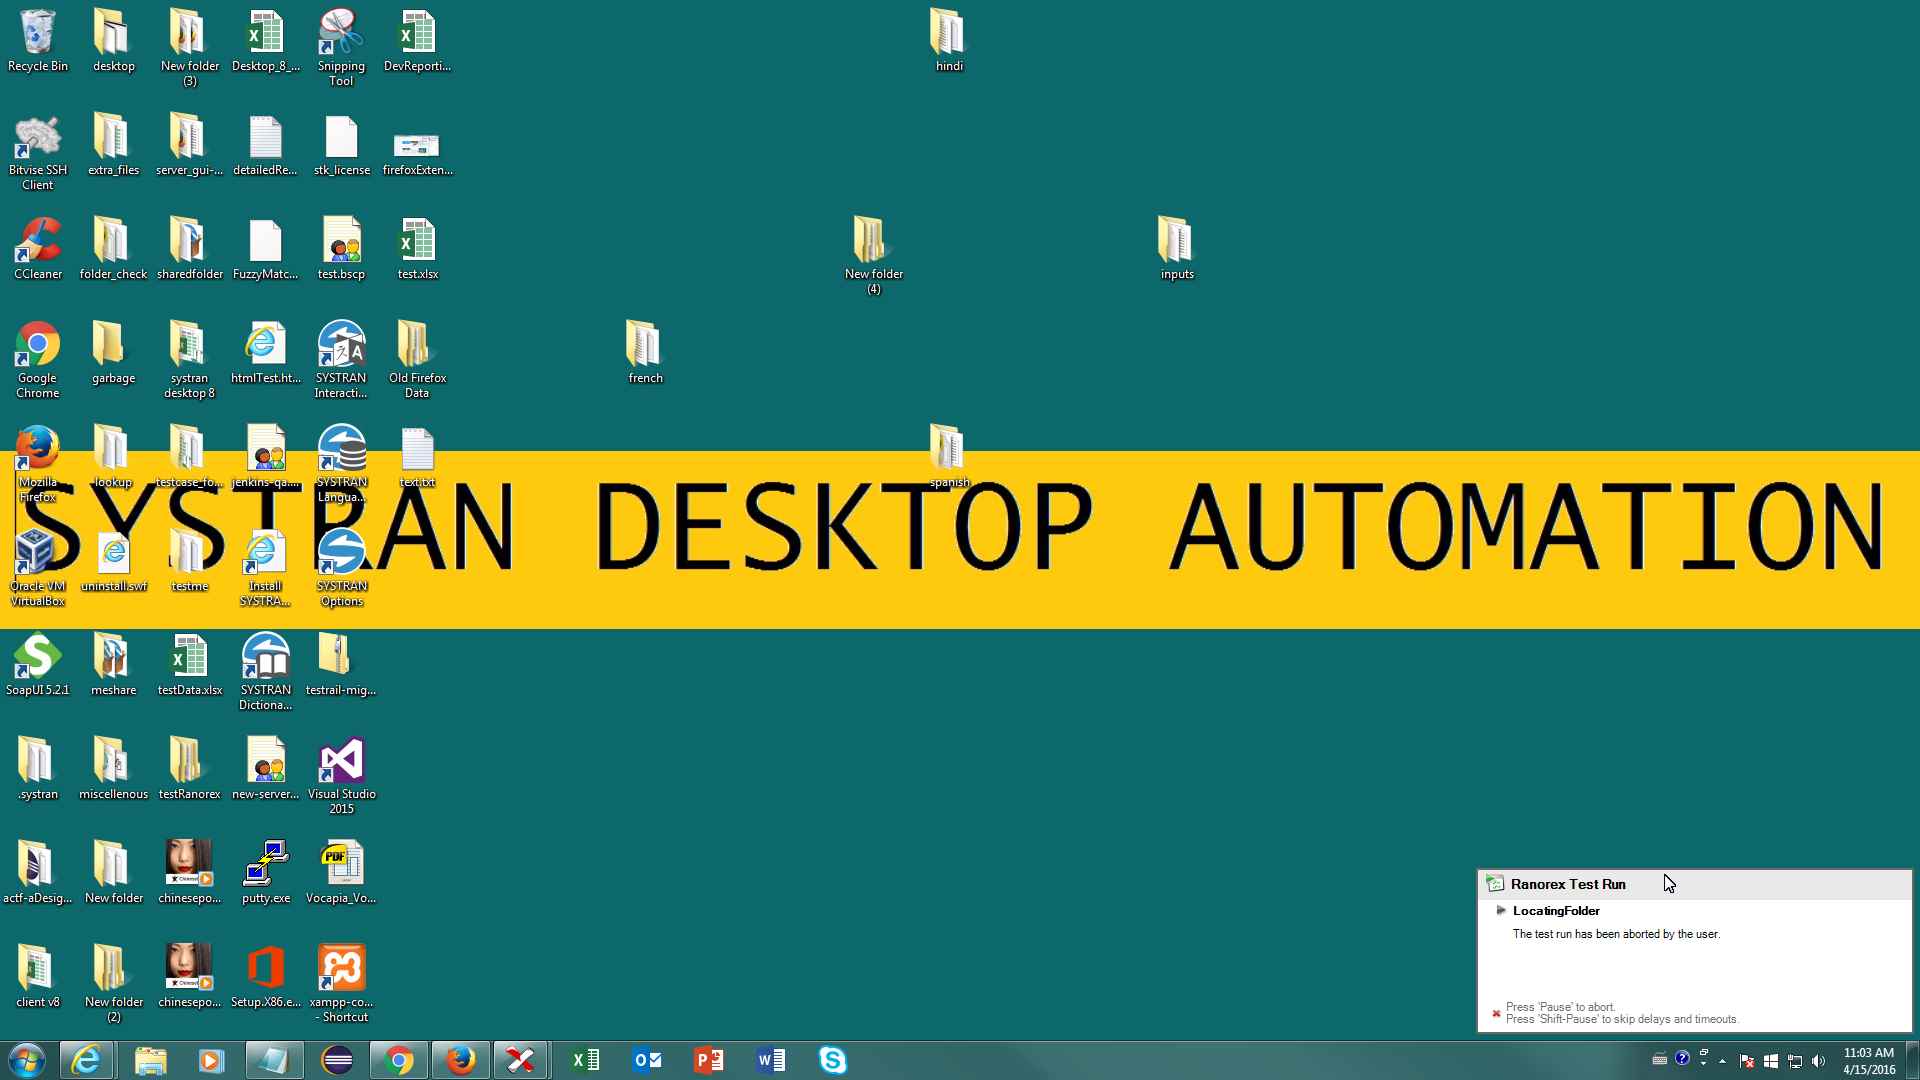 Recycle Bin
desktop
New folder
(3)
Desktop_8_...
Snipping
Tool
DevReporti...
hindi
Bitvise SSH
Client
extra_files
server_gui-...
detailedRe...
stk_license
firefoxExten...
CCleaner
folder_check
sharedfolder
FuzzyMatc...
test.bscp
test.xlsx
New folder
(4)
inputs
Google
Chrome
garbage
systran
desktop 8
htmlTest.ht...
SYSTRAN
Interacti...
Old Firefox
Data
french
Mozilla
Firefox
lookup
testcase_fo...
jenkins-qa....
SYSTRAN
Langua...
text.txt
spanish
SYSTRAN DESKTOP AUTOMATION
Oracle VM
VirtualBox
uninstall.swf
testme
Install
SYSTRA...
SYSTRAN
Options
SoapUI 5.2.1
meshare
testData.xlsx
SYSTRAN
Dictiona...
testrail-mig...
.systran
miscellenous
testRanorex
new-server...
Visual Studio
2015
actf-aDesig...
New folder
chinesepo...
putty.exe
PDF
Vocapia_Vo...
client v8
New folder
(2)
chinesepo...
Setup.X86.e...
xampp-co...
- Shortcut
Ranorex Test Run
LocatingFolder
The test run has been aborted by the user.
Press 'Pause' to abort.
Press 'Shift-Pause' to skip delays and timeouts.
11:03 AM
4/15/2016